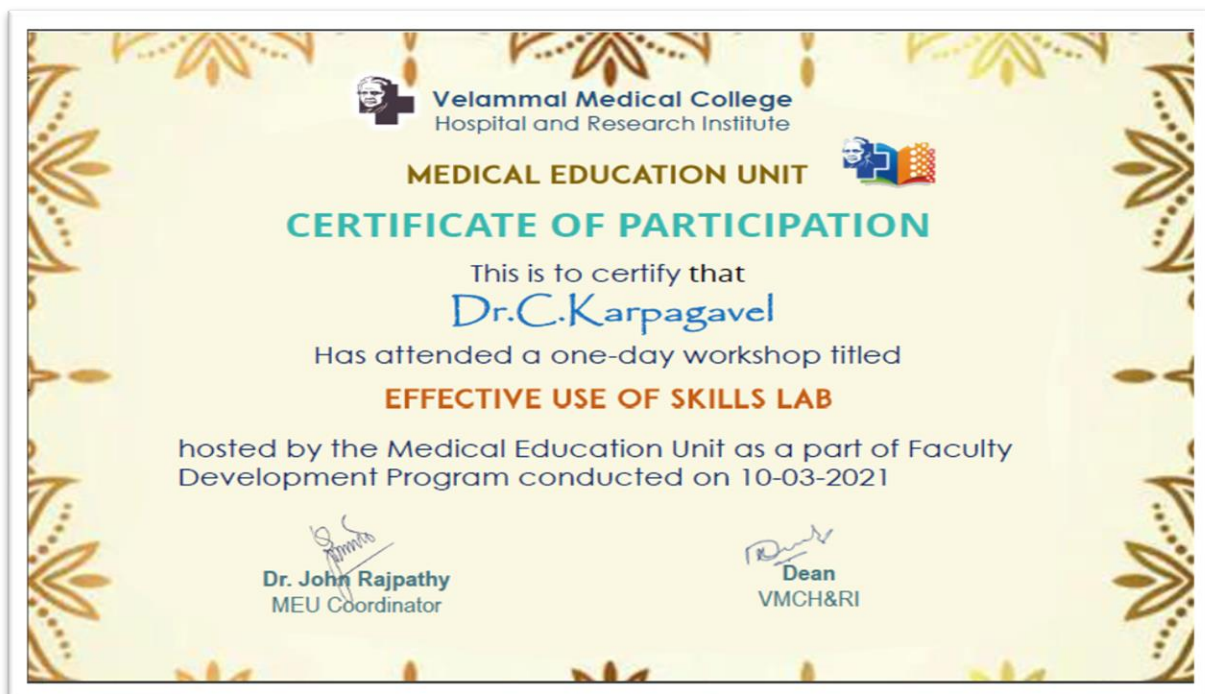 Velammal Medical College
Hospital and Research Institute
MEDICAL EDUCATION UNIT
CERTIFICATE OF PARTICIPATION
This is to certify that
Dr.C.Karpagavel
Has attended a one-day workshop titled
EFFECTIVE USE OF SKILLS LAB
hosted by the Medical Education Unit as a part of Faculty
Development Program conducted on 10-03-2021
Dr. John Rajpathy
MEU Coordinator
Dean
VMCH&RI